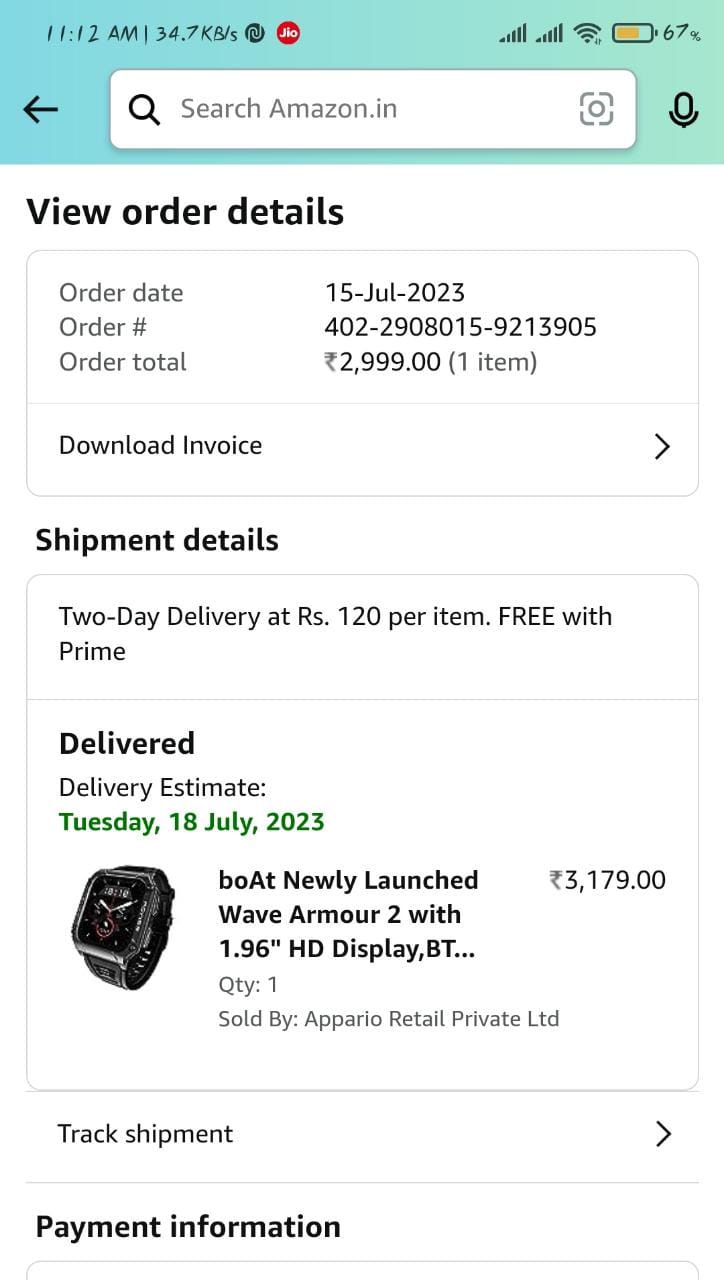 11:12 AM | 34.7KB/s Jio 67%
Search Amazon.in
View order details
Order date 15-Jul-2023
Order # 402-2908015-9213905
Order total ₹2,999.00 (1 item)
Download Invoice
Shipment details
Two-Day Delivery at Rs. 120 per item. FREE with
Prime
Delivered
Delivery Estimate:
Tuesday, 18 July, 2023
boAt Newly Launched ₹3,179.00
Wave Armour 2 with
1.96" HD Display,BT...
Qty: 1
Sold By: Appario Retail Private Ltd
Track shipment
Payment information